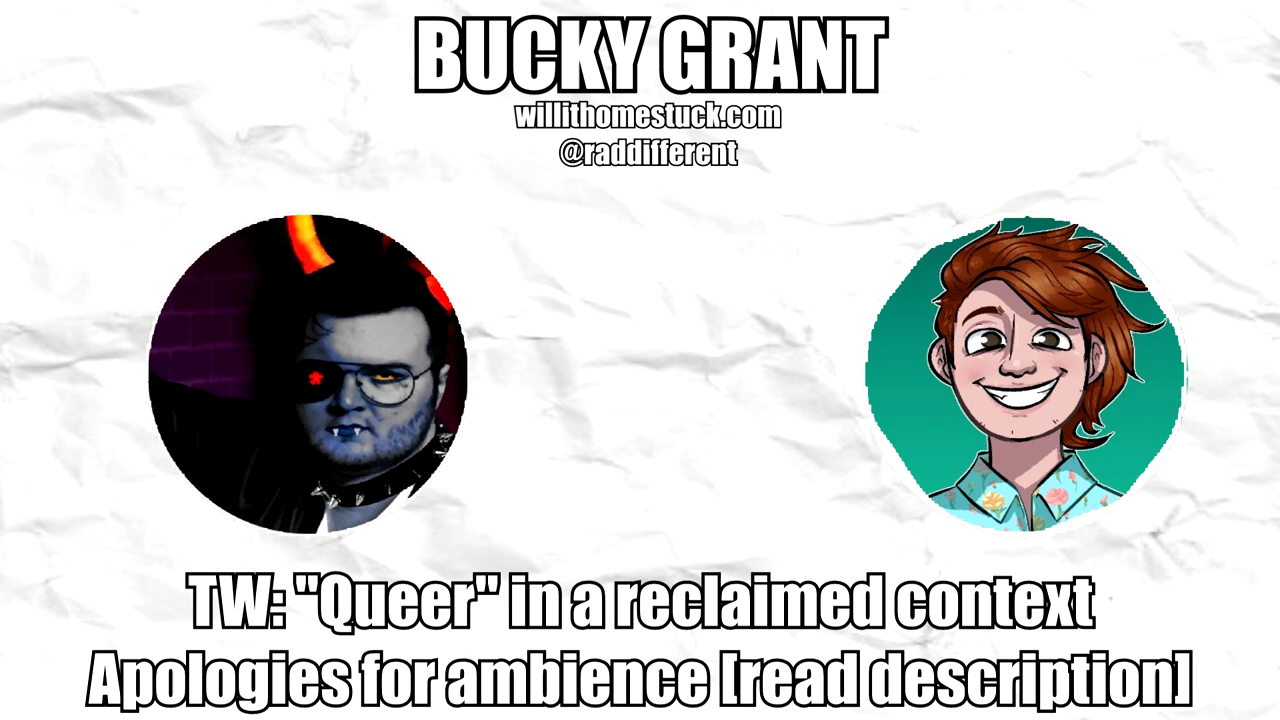 BUCKY GRANT
willithomestuck.com
@raddifferent
TW: "Queer" in a reclaimed context
Apologies for ambience [read description]